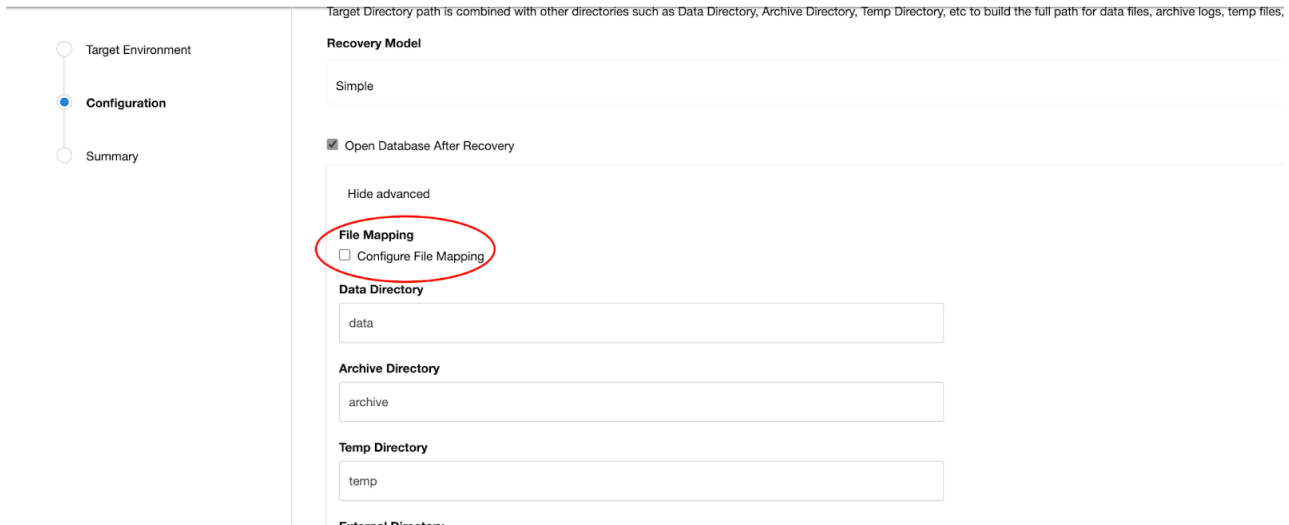 Target Directory path is combined with other directories such as Data Directory, Archive Directory, Temp Directory, etc to build the full path for data files, archive logs, temp files,
Target Environment
Configuration
Summary
Recovery Model
Simple
Open Database After Recovery
Hide advanced
File Mapping
Configure File Mapping
Data Directory
data
Archive Directory
archive
Temp Directory
temp
External Directory